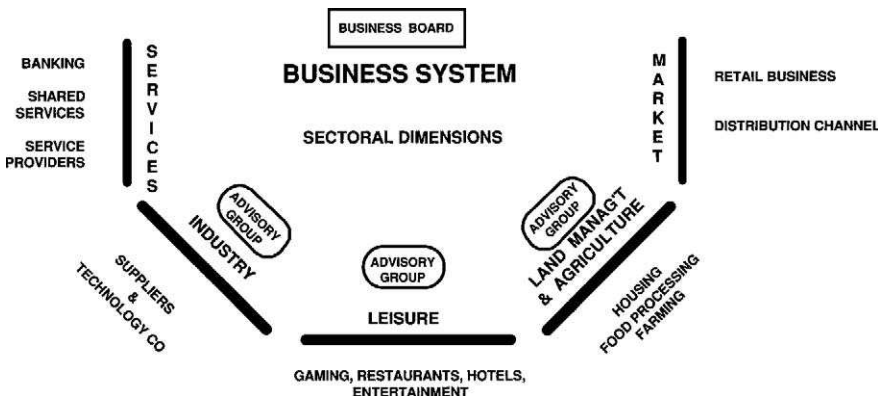 BUSINESS BOARD
BUSINESS SYSTEM
SECTORAL DIMENSIONS
SERVICES
BANKING
SHARED
SERVICES
SERVICE
PROVIDERS
MARKET
RETAIL BUSINESS
DISTRIBUTION CHANNEL
ADVISORY
GROUP
INDUSTRY
SUPPLIERS
&
TECHNOLOGY CO
ADVISORY
GROUP
LEISURE
GAMING, RESTAURANTS, HOTELS,
ENTERTAINMENT
ADVISORY
GROUP
LAND MANAG'T
& AGRICULTURE
HOUSING
FOOD PROCESSING
FARMING